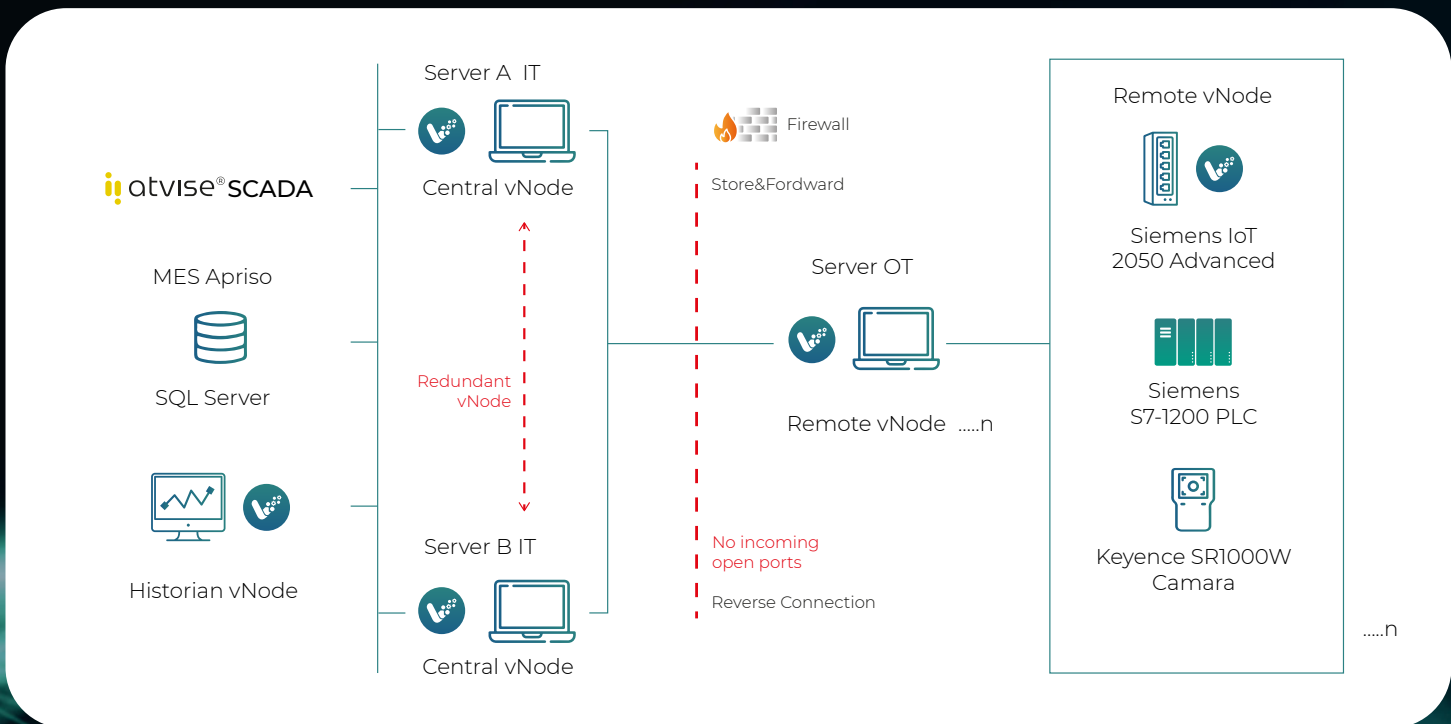 atvise® SCADA
MES Apriso
SQL Server
Historian vNode
Server A IT
Central vNode
Redundant
vNode
Server B IT
Central vNode
Firewall
Store&Fordward
No incoming
open ports
Reverse Connection
Server OT
Remote vNode .....n
Remote vNode
Siemens IoT
2050 Advanced
Siemens
S7-1200 PLC
Keyence SR1000W
Camara
.....n